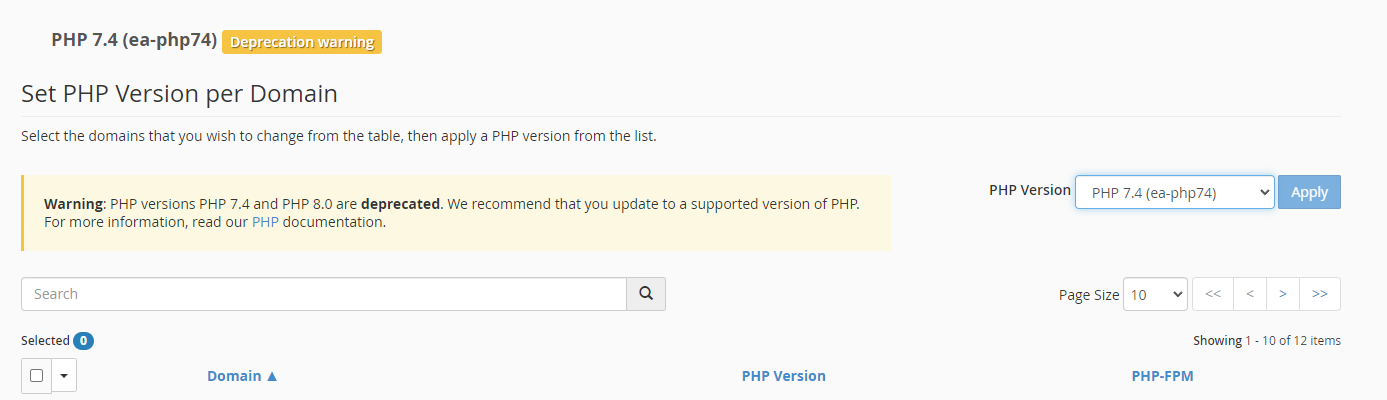 PHP 7.4 (ea-php74) Deprecation warning
Set PHP Version per Domain
Select the domains that you wish to change from the table, then apply a PHP version from the list.
Warning: PHP versions PHP 7.4 and PHP 8.0 are deprecated. We recommend that you update to a supported version of PHP.
For more information, read our PHP documentation.
PHP Version PHP 7.4 (ea-php74) Apply
Search
Page Size 10 << < > >>
Selected 0
Showing 1 - 10 of 12 items
Domain ▲ PHP Version PHP-FPM